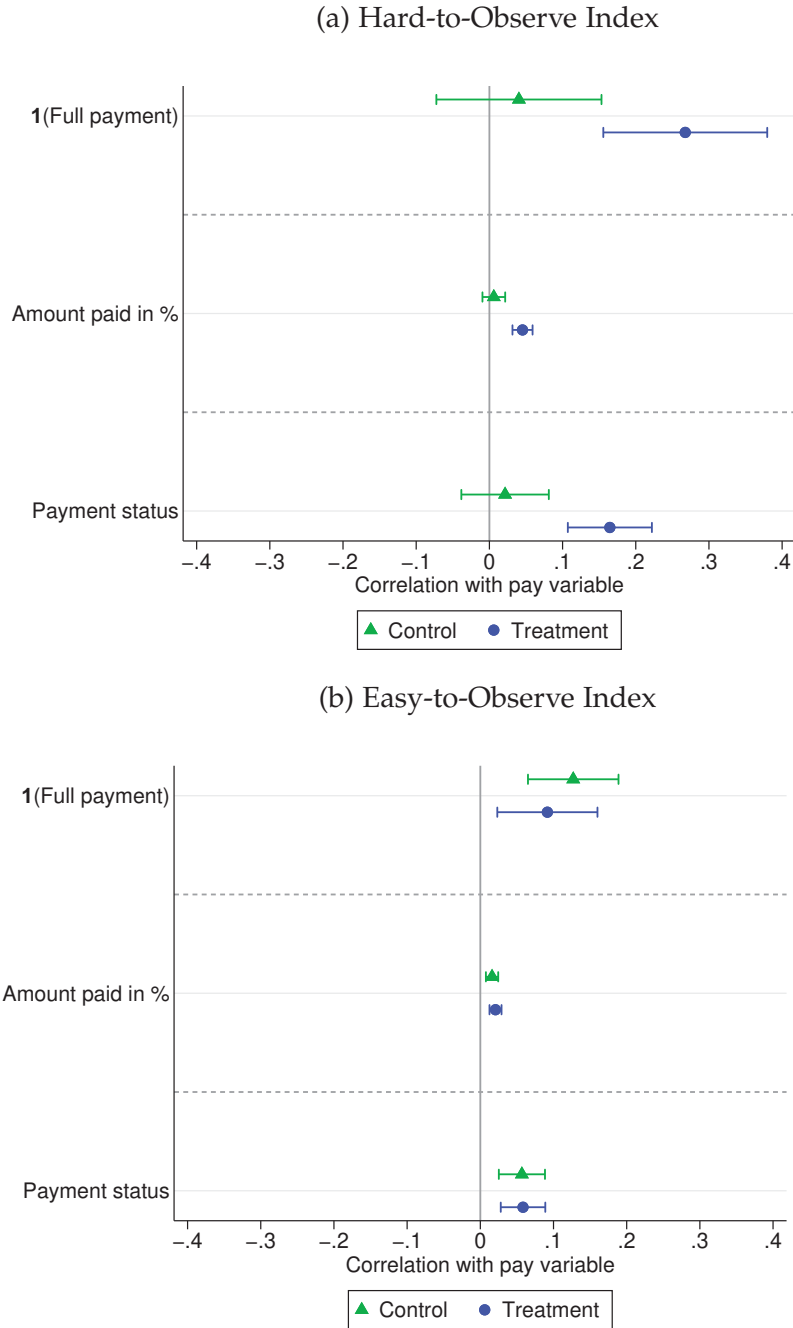 (a) Hard-to-Observe Index
1(Full payment)
Amount paid in %
Payment status
−.4 −.3 −.2 −.1 0 .1 .2 .3 .4
Correlation with pay variable
Control Treatment
(b) Easy-to-Observe Index
1(Full payment)
Amount paid in %
Payment status
−.4 −.3 −.2 −.1 0 .1 .2 .3 .4
Correlation with pay variable
Control Treatment